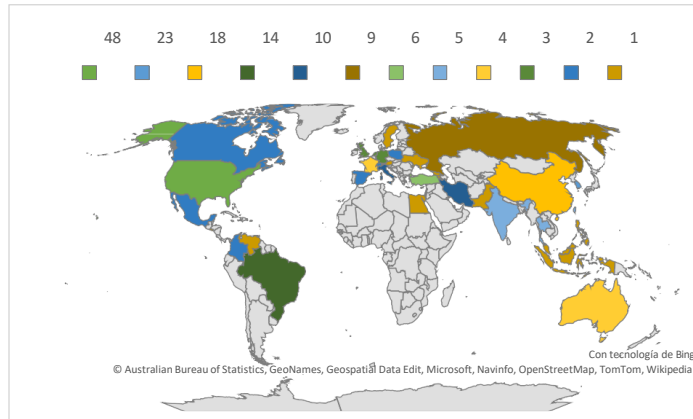 48 23 18 14 10 9 6 5 4 3 2 1
Con tecnología de Bing
© Australian Bureau of Statistics, GeoNames, Geospatial Data Edit, Microsoft, Navinfo, OpenStreetMap, TomTom, Wikipedia